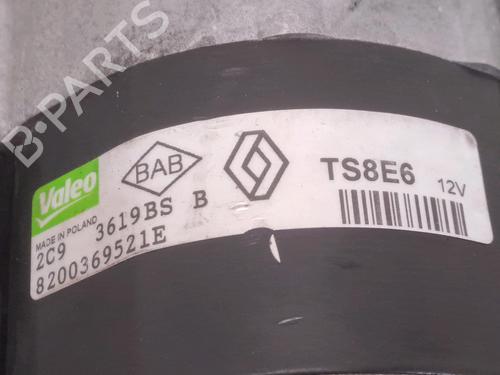 B-PARTS
Valeo
MADE IN POLAND
BAB
TS8E6
12V
2C9 3619BS B
8200369521E